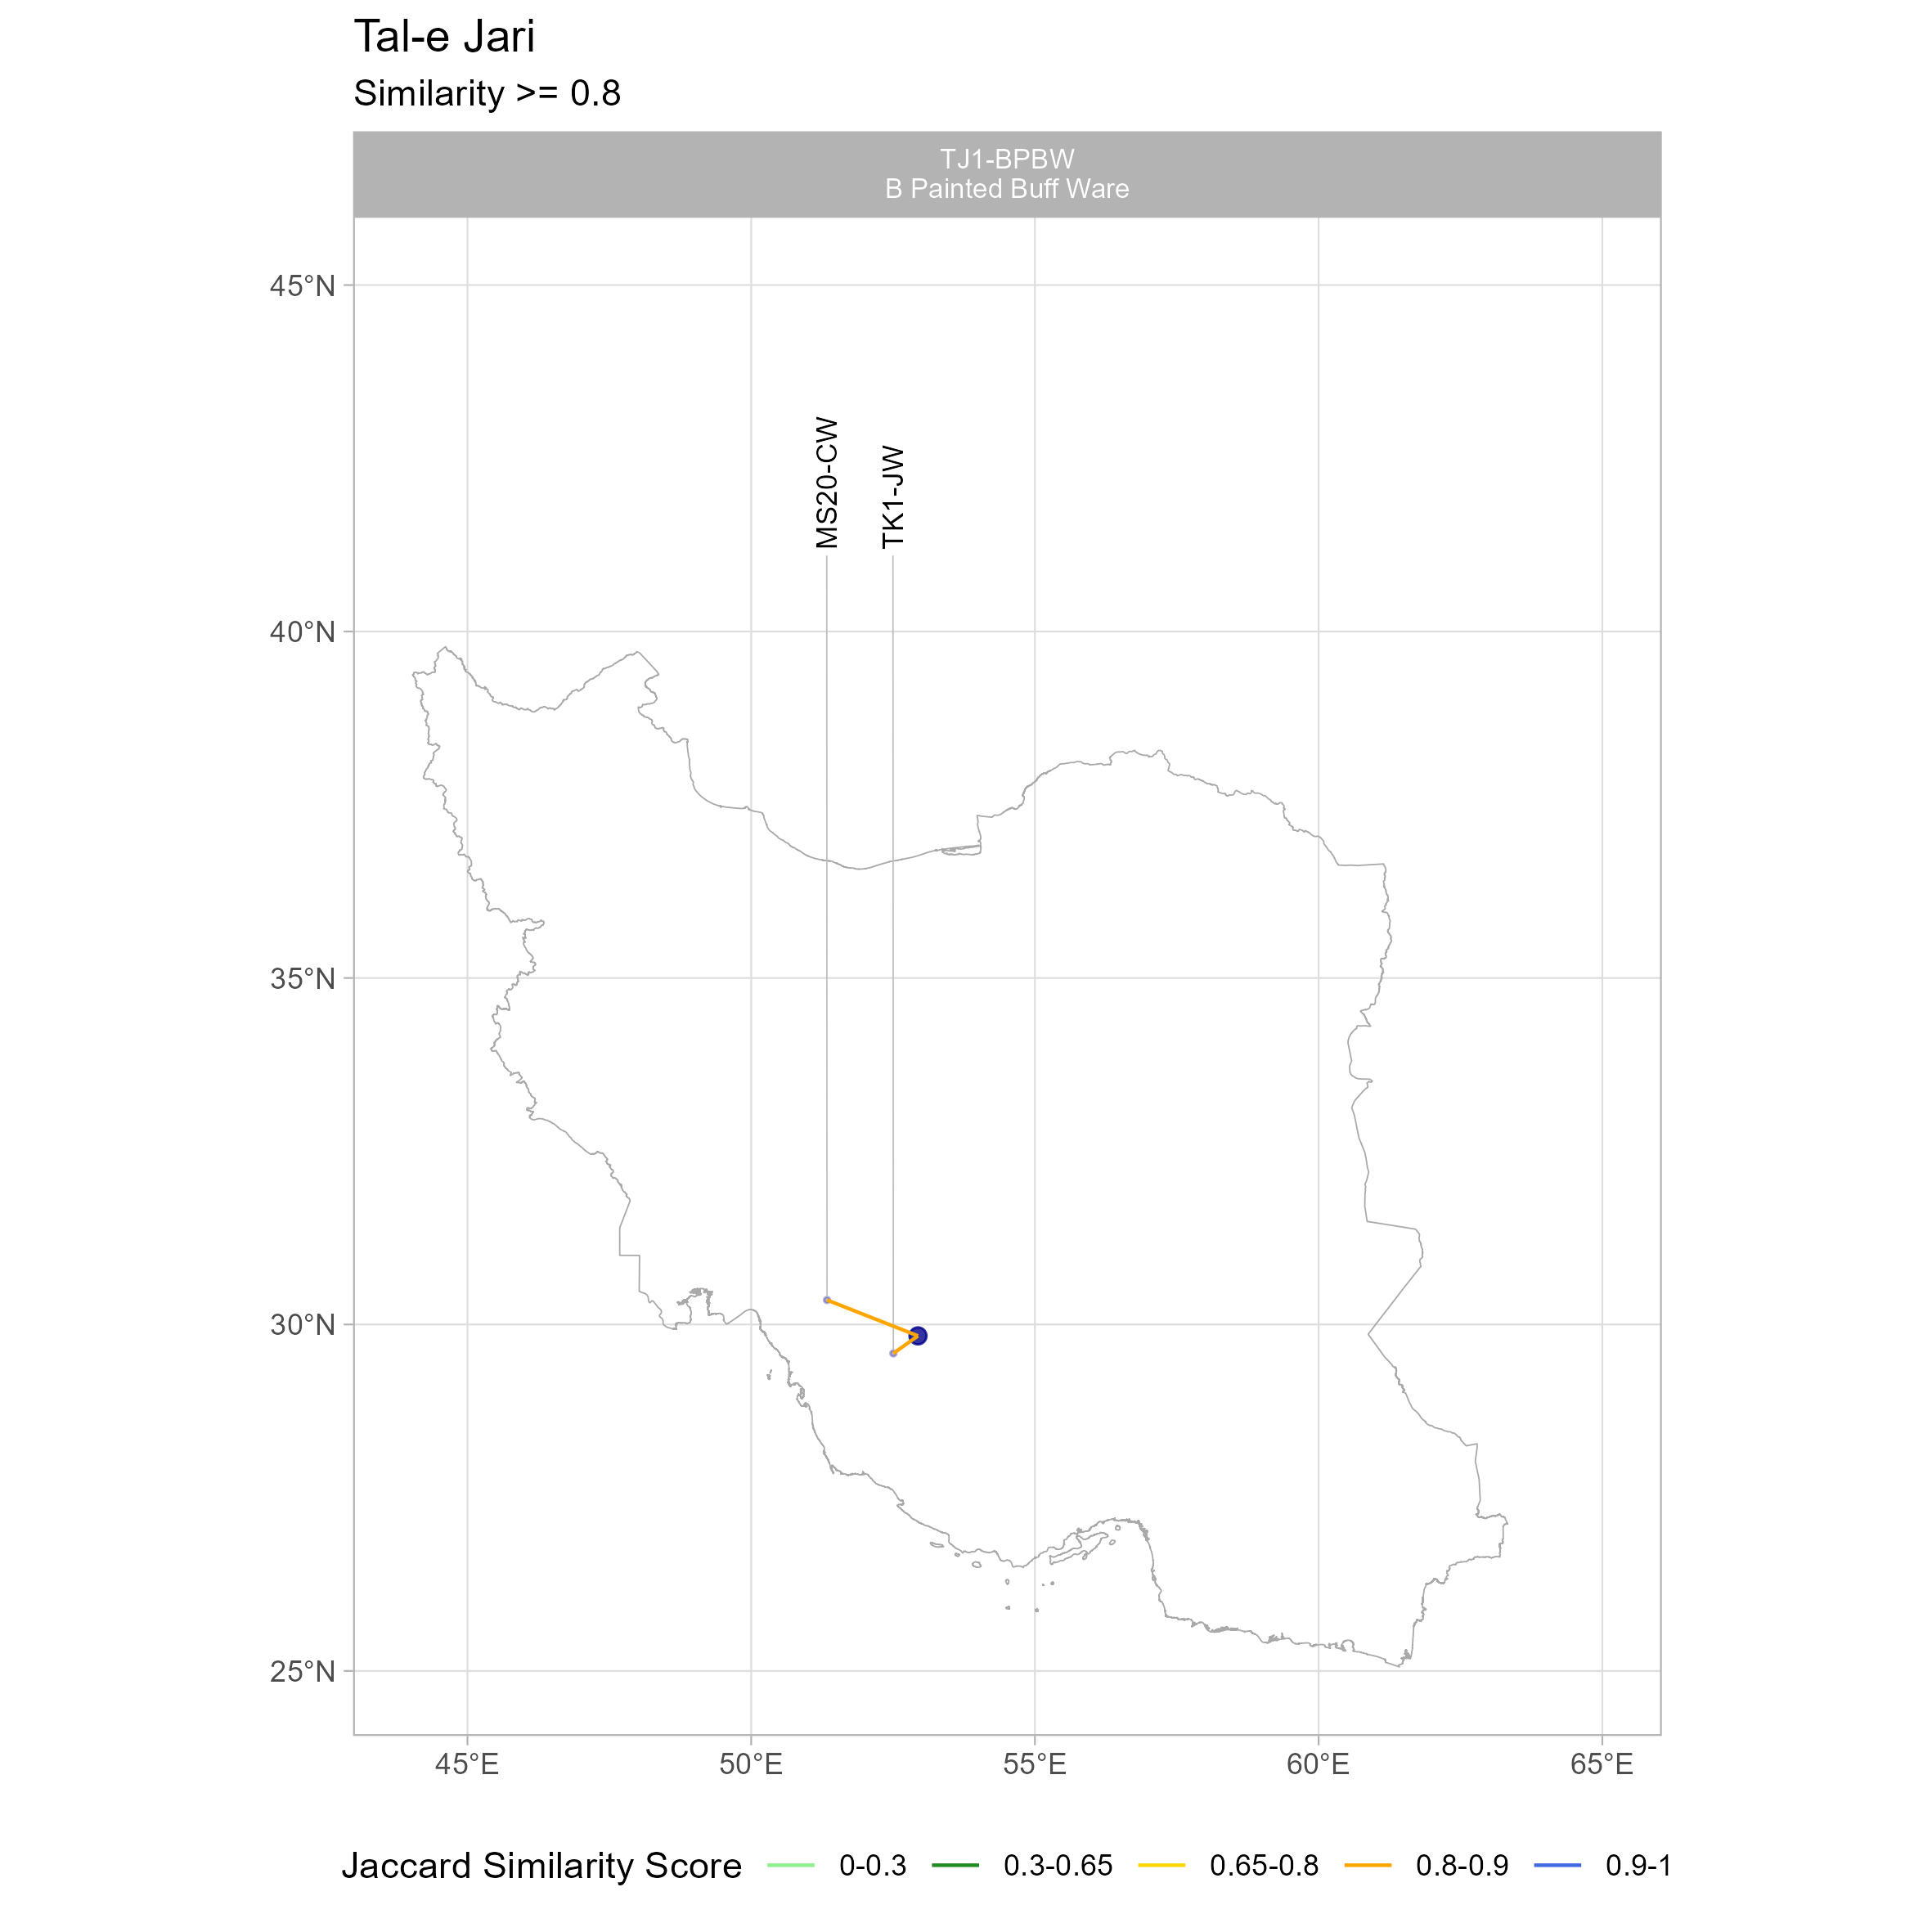 Tal-e Jari
Similarity >= 0.8
TJ1-BPBW
B Painted Buff Ware
45°N
40°N
35°N
30°N
25°N
MS20-CW
TK1-JW
45°E
50°E
55°E
60°E
65°E
Jaccard Similarity Score 0-0.3 0.3-0.65 0.65-0.8 0.8-0.9 0.9-1